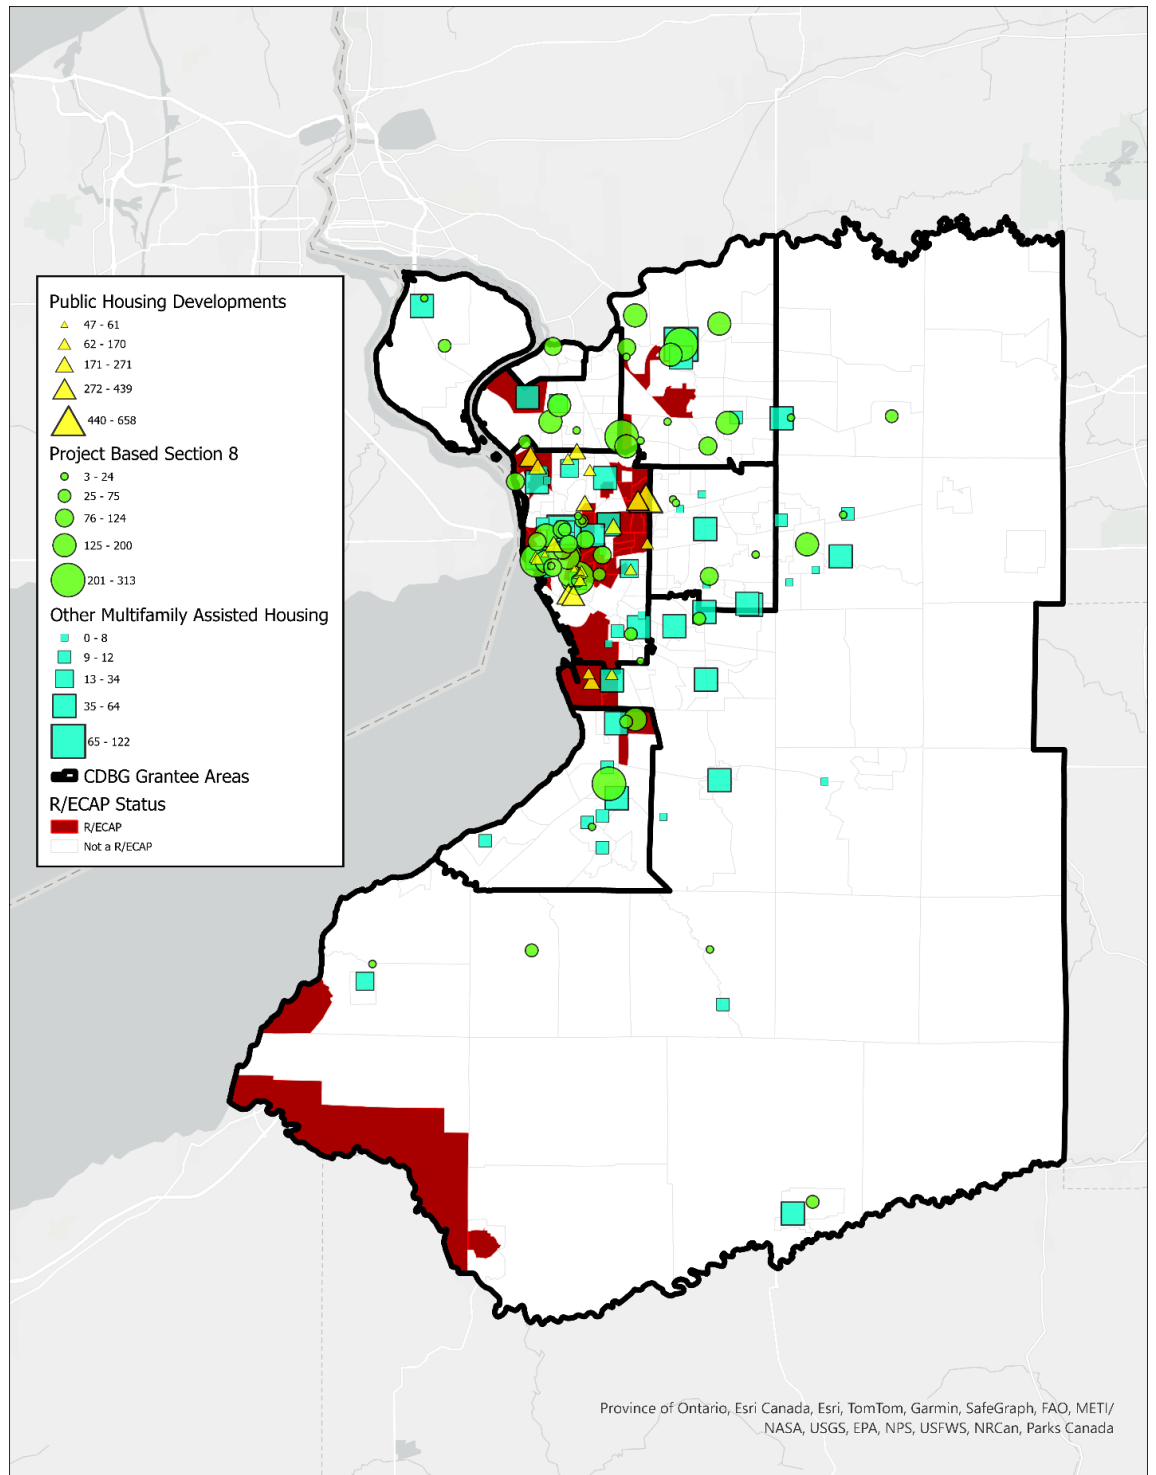 Public Housing Developments
47 - 61
62 - 170
171 - 271
272 - 439
440 - 658
Project Based Section 8
3 - 24
25 - 75
76 - 124
125 - 200
201 - 313
Other Multifamily Assisted Housing
0 - 8
9 - 12
13 - 34
35 - 64
65 - 122
CDBG Grantee Areas
R/ECAP Status
R/ECAP
Not a R/ECAP
Province of Ontario, Esri Canada, Esri, TomTom, Garmin, SafeGraph, FAO, METI/
NASA, USGS, EPA, NPS, USFWS, NRCan, Parks Canada